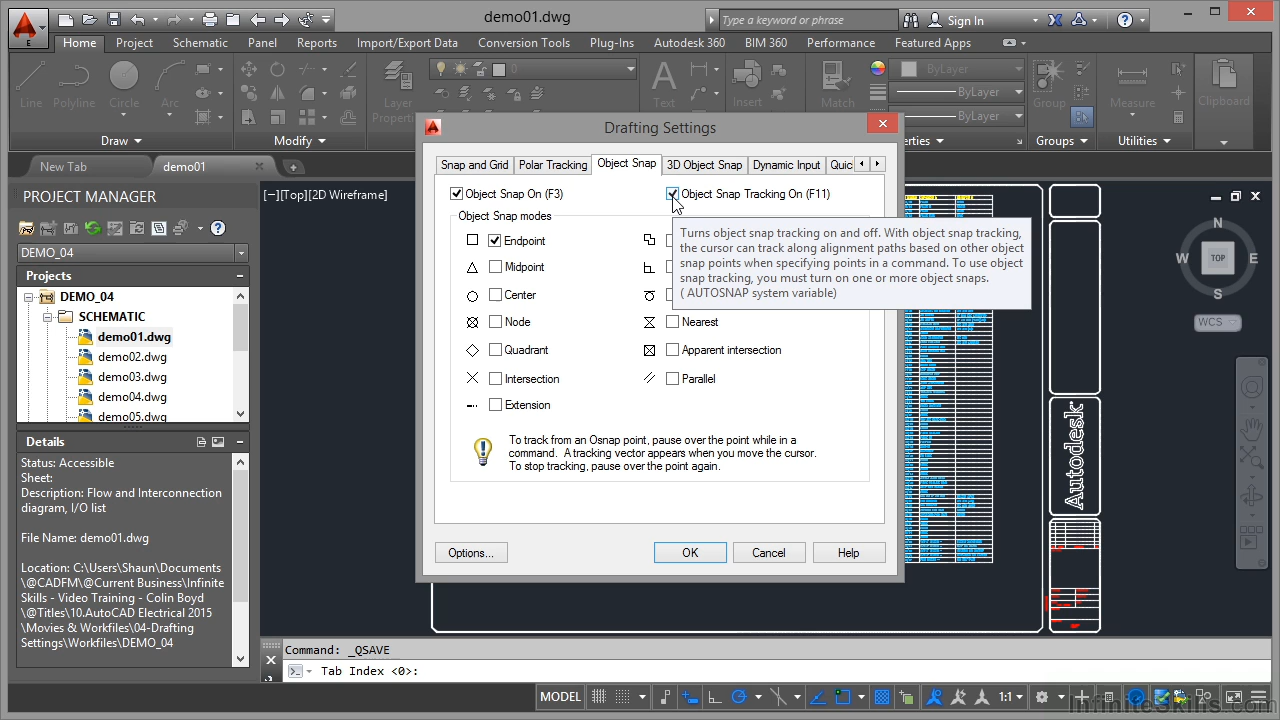 demo01.dwg
Type a keyword or phrase
Sign In
E
Home
Project
Schematic
Panel
Reports
Import/Export Data
Conversion Tools
Plug-Ins
Autodesk 360
BIM 360
Performance
Featured Apps
Line
Polyline
Circle
Arc
Layer
0
Text
Insert
Match
ByLayer
ByLayer
ByLayer
Group
Measure
Clipboard
Draw
Modify
New Tab
demo01
PROJECT MANAGER
DEMO_04
Projects
DEMO_04
SCHEMATIC
demo01.dwg
demo02.dwg
demo03.dwg
demo04.dwg
demo05.dwg
Details
Status: Accessible
Sheet:
Description: Flow and Interconnection
diagram, I/O list
File Name: demo01.dwg
Location: C:\Users\Shaun\Documents
\@CADFM\@Current Business\Infinite
Skills - Video Training - Colin Boyd
\@Titles\10.AutoCAD Electrical 2015
\Movies & Workfiles\04-Drafting
Settings\Workfiles\DEMO_04
[—][Top][2D Wireframe]
Drafting Settings
Snap and Grid
Polar Tracking
Object Snap
3D Object Snap
Dynamic Input
Quic
Object Snap On (F3)
Object Snap Tracking On (F11)
Object Snap modes
Endpoint
Midpoint
Center
Node
Quadrant
Intersection
Extension
Nearest
Apparent intersection
Parallel
Turns object snap tracking on and off. With object snap tracking,
the cursor can track along alignment paths based on other object
snap points when specifying points in a command. To use object
snap tracking, you must turn on one or more object snaps.
( AUTOSNAP system variable)
To track from an Osnap point, pause over the point while in a
command. A tracking vector appears when you move the cursor.
To stop tracking, pause over the point again.
Options...
OK
Cancel
Help
N
W
TOP
E
S
WCS
Autodesk
Command: _QSAVE
Tab Index <0>:
MODEL
1:1
InfiniteSkills.com